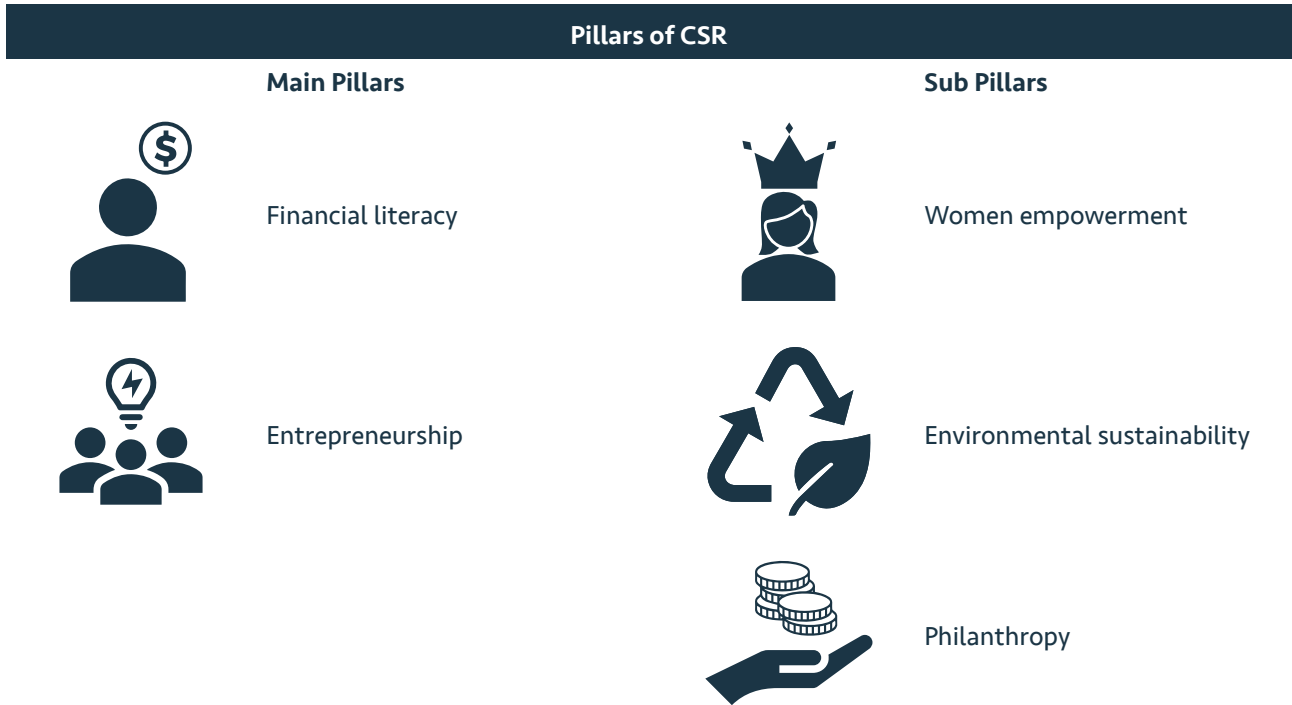 Pillars of CSR
Main Pillars
Sub Pillars
$
Financial literacy
Women empowerment
Entrepreneurship
Environmental sustainability
Philanthropy